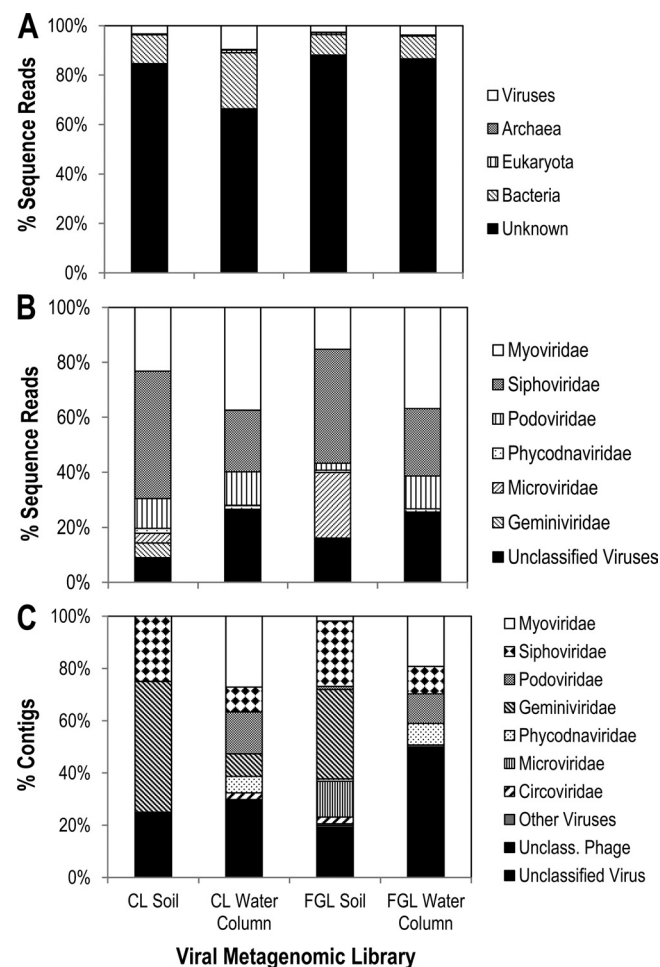 A
% Sequence Reads
100%
80%
60%
40%
20%
0%
Viruses
Archaea
Eukaryota
Bacteria
Unknown
B
% Sequence Reads
100%
80%
60%
40%
20%
0%
Myoviridae
Siphoviridae
Podoviridae
Phycodnaviridae
Microviridae
Geminiviridae
Unclassified Viruses
C
% Contigs
100%
80%
60%
40%
20%
0%
Myoviridae
Siphoviridae
Podoviridae
Geminiviridae
Phycodnaviridae
Microviridae
Circoviridae
Other Viruses
Unclass. Phage
Unclassified Virus
CL Soil
CL Water
Column
FGL Soil
FGL Water
Column
Viral Metagenomic Library